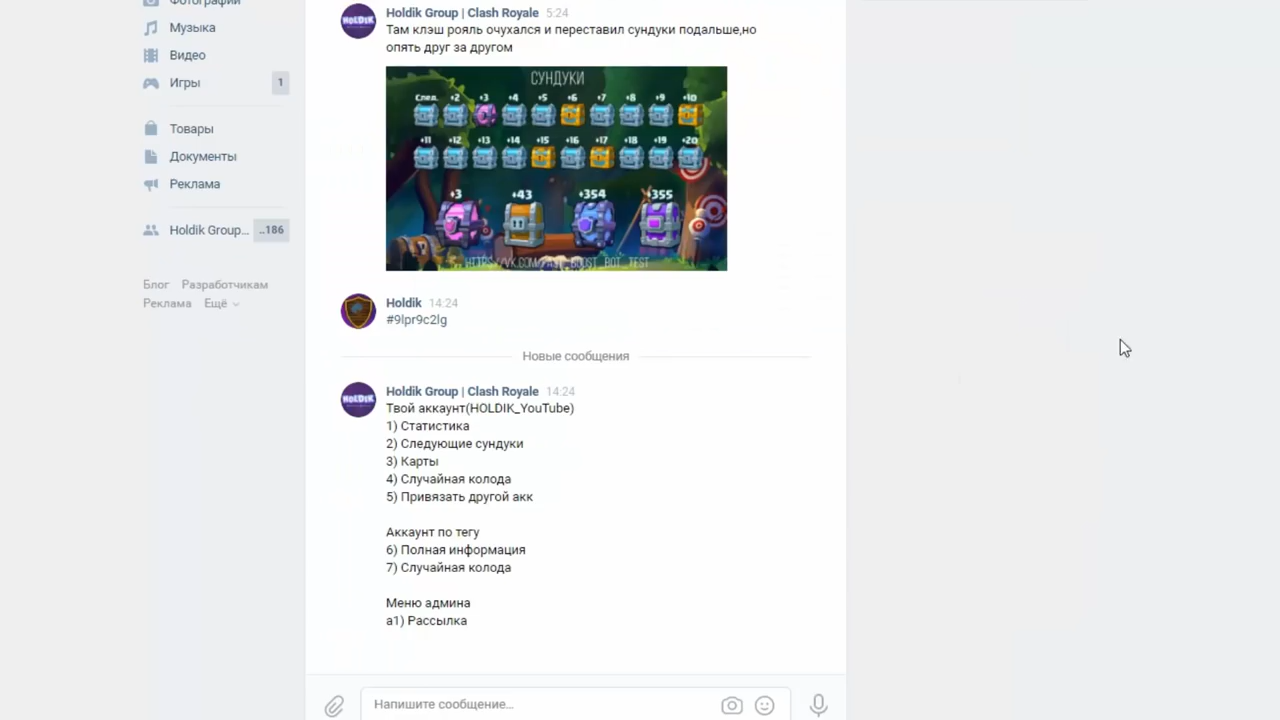 Фотографии
Музыка
Видео
Игры 1
Товары
Документы
Реклама
Holdik Group... ..186
Блог Разработчикам
Реклама Ещё
Holdik Group | Clash Royale 5:24
Там клэш рояль очухался и переставил сундуки подальше,но
опять друг за другом
СУНДУКИ
След. +2 +3 +4 +5 +6 +7 +8 +9 +10
+11 +12 +13 +14 +15 +16 +17 +18 +19 +20
+3 +43 +354 +355
Holdik 14:24
#9lpr9c2lg
Новые сообщения
Holdik Group | Clash Royale 14:24
Твой аккаунт(HOLDIK_YouTube)
1) Статистика
2) Следующие сундуки
3) Карты
4) Случайная колода
5) Привязать другой акк
Аккаунт по тегу
6) Полная информация
7) Случайная колода
Меню админа
а1) Рассылка
Напишите сообщение...